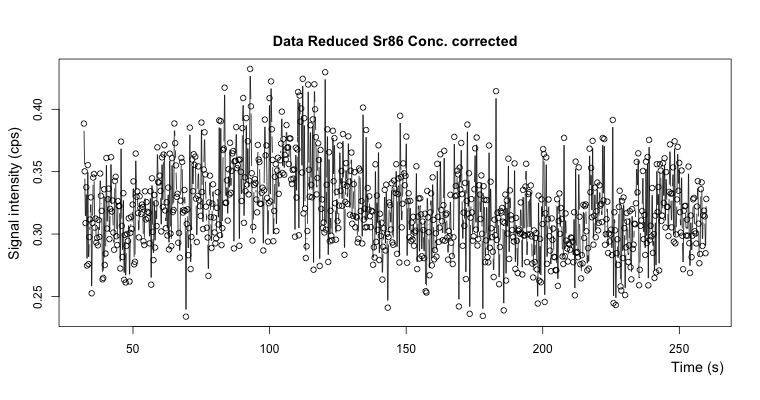 Data Reduced Sr86 Conc. corrected
Signal intensity (cps)
0.40
0.35
0.30
0.25
50 100 150 200 250
Time (s)